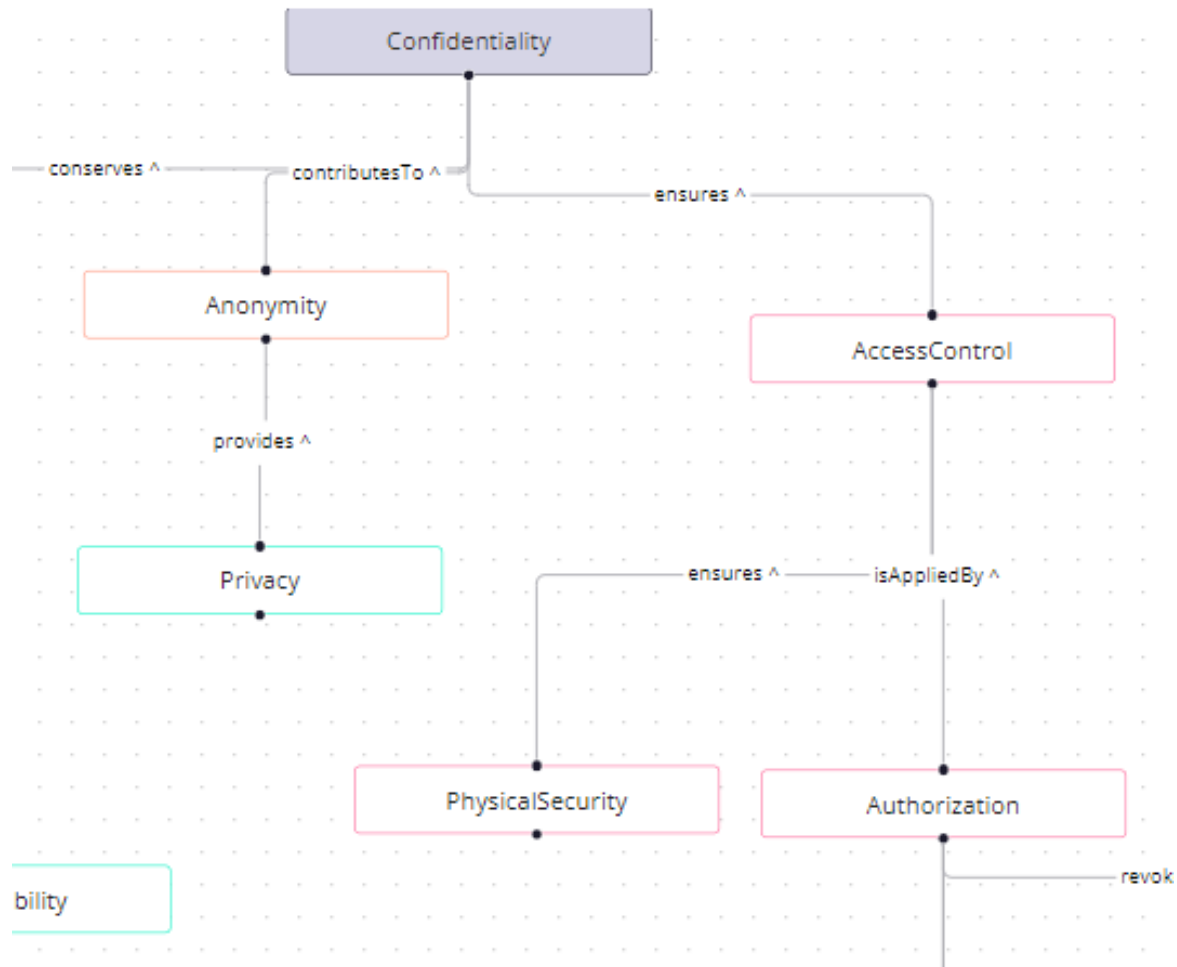 Confidentiality
conserves ^
contributesTo ^
ensures ^
Anonymity
AccessControl
provides ^
ensures ^
isAppliedBy ^
Privacy
PhysicalSecurity
Authorization
revok
bility